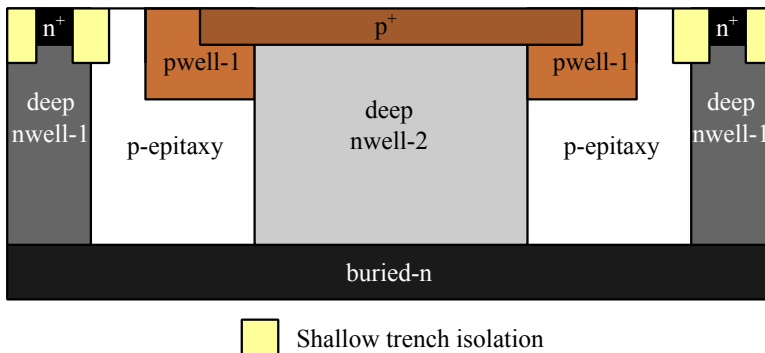 n+
p+
n+
pwell-1
pwell-1
deep
nwell-1
deep
nwell-2
deep
nwell-1
p-epitaxy
p-epitaxy
buried-n
Shallow trench isolation